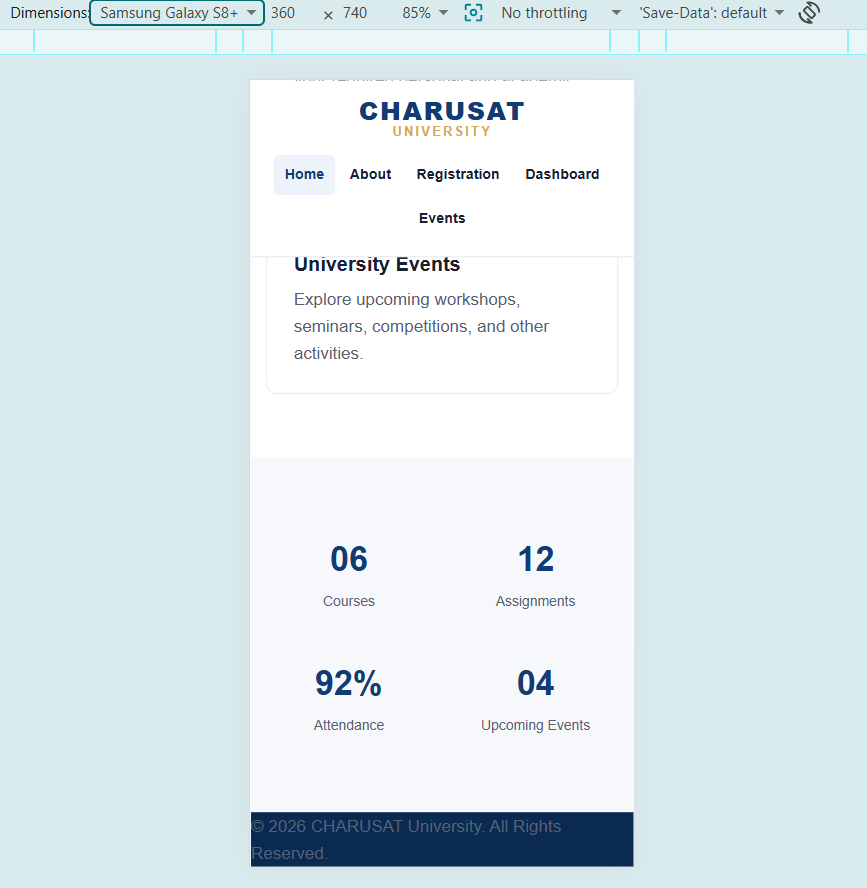 Dimensions: Samsung Galaxy S8+ 360 × 740 85% No throttling 'Save-Data': default
CHARUSAT
UNIVERSITY
Home About Registration Dashboard
Events
University Events
Explore upcoming workshops,
seminars, competitions, and other
activities.
06 12
Courses Assignments
92% 04
Attendance Upcoming Events
© 2026 CHARUSAT University. All Rights
Reserved.